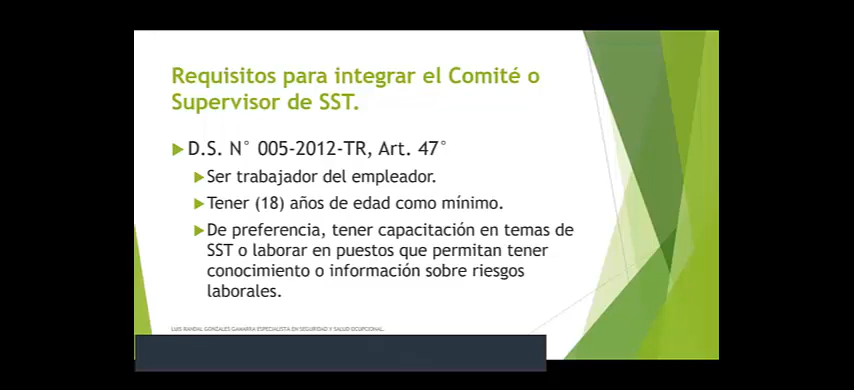 Requisitos para integrar el Comité o
Supervisor de SST.
D.S. N° 005-2012-TR, Art. 47°
Ser trabajador del empleador.
Tener (18) años de edad como mínimo.
De preferencia, tener capacitación en temas de
SST o laborar en puestos que permitan tener
conocimiento o información sobre riesgos
laborales.
LUIS RANDAL GONZALES GAMARRA ESPECIALISTA EN SEGURIDAD Y SALUD OCUPACIONAL.